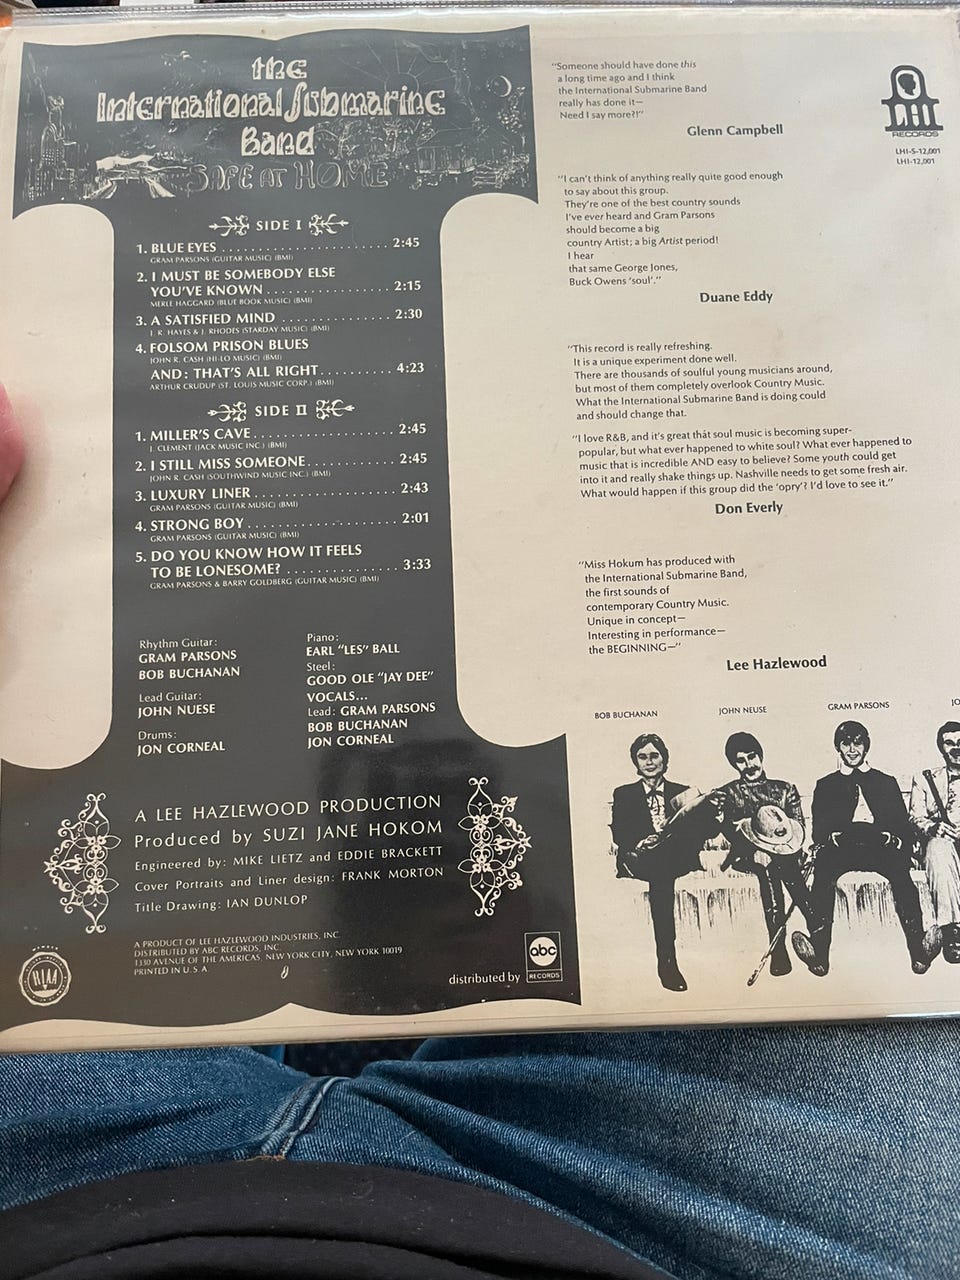 the
International Submarine
Band
SAFE AT HOME
SIDE I
1. BLUE EYES ........................ 2:45
GRAM PARSONS (GUITAR MUSIC) (BMI)
2. I MUST BE SOMEBODY ELSE
YOU'VE KNOWN .................. 2:15
MERLE HAGGARD (BLUE BOOK MUSIC) (BMI)
3. A SATISFIED MIND ................ 2:30
J. R. HAYES & J. RHODES (STARDAY MUSIC) (BMI)
4. FOLSOM PRISON BLUES
JOHN R. CASH (HI-LO MUSIC) (BMI)
AND: THAT'S ALL RIGHT .......... 4:23
ARTHUR CRUDUP (ST. LOUIS MUSIC CORP.) (BMI)
SIDE II
1. MILLER'S CAVE .................... 2:45
J. CLEMENT (JACK MUSIC INC.) (BMI)
2. I STILL MISS SOMEONE ............ 2:45
JOHN R. CASH (SOUTHWIND MUSIC INC.) (BMI)
3. LUXURY LINER .................... 2:43
GRAM PARSONS (GUITAR MUSIC) (BMI)
4. STRONG BOY ...................... 2:01
GRAM PARSONS (GUITAR MUSIC) (BMI)
5. DO YOU KNOW HOW IT FEELS
TO BE LONESOME? ................ 3:33
GRAM PARSONS & BARRY GOLDBERG (GUITAR MUSIC) (BMI)
Rhythm Guitar:
GRAM PARSONS
BOB BUCHANAN
Lead Guitar:
JOHN NUESE
Drums:
JON CORNEAL
Piano:
EARL "LES" BALL
Steel:
GOOD OLE "JAY DEE"
VOCALS...
Lead: GRAM PARSONS
BOB BUCHANAN
JON CORNEAL
A LEE HAZLEWOOD PRODUCTION
Produced by SUZI JANE HOKOM
Engineered by: MIKE LIETZ and EDDIE BRACKETT
Cover Portraits and Liner design: FRANK MORTON
Title Drawing: IAN DUNLOP
A PRODUCT OF LEE HAZLEWOOD INDUSTRIES, INC.
DISTRIBUTED BY ABC RECORDS, INC.
1330 AVENUE OF THE AMERICAS, NEW YORK CITY, NEW YORK 10019
PRINTED IN U.S.A.
RIAA
distributed by
abc
RECORDS
"Someone should have done this
a long time ago and I think
the International Submarine Band
really has done it—
Need I say more?!"
Glenn Campbell
LHI
RECORDS
LHI-S-12,001
LHI-12,001
"I can't think of anything really quite good enough
to say about this group.
They're one of the best country sounds
I've ever heard and Gram Parsons
should become a big
country Artist; a big Artist period!
I hear
that same George Jones,
Buck Owens 'soul'."
Duane Eddy
"This record is really refreshing.
It is a unique experiment done well.
There are thousands of soulful young musicians around,
but most of them completely overlook Country Music.
What the International Submarine Band is doing could
and should change that.
"I love R&B, and it's great that soul music is becoming super-
popular, but what ever happened to white soul? What ever happened to
music that is incredible AND easy to believe? Some youth could get
into it and really shake things up. Nashville needs to get some fresh air.
What would happen if this group did the 'opry'? I'd love to see it."
Don Everly
"Miss Hokum has produced with
the International Submarine Band,
the first sounds of
contemporary Country Music.
Unique in concept—
Interesting in performance—
the BEGINNING—"
Lee Hazlewood
BOB BUCHANAN
JOHN NEUSE
GRAM PARSONS
JO